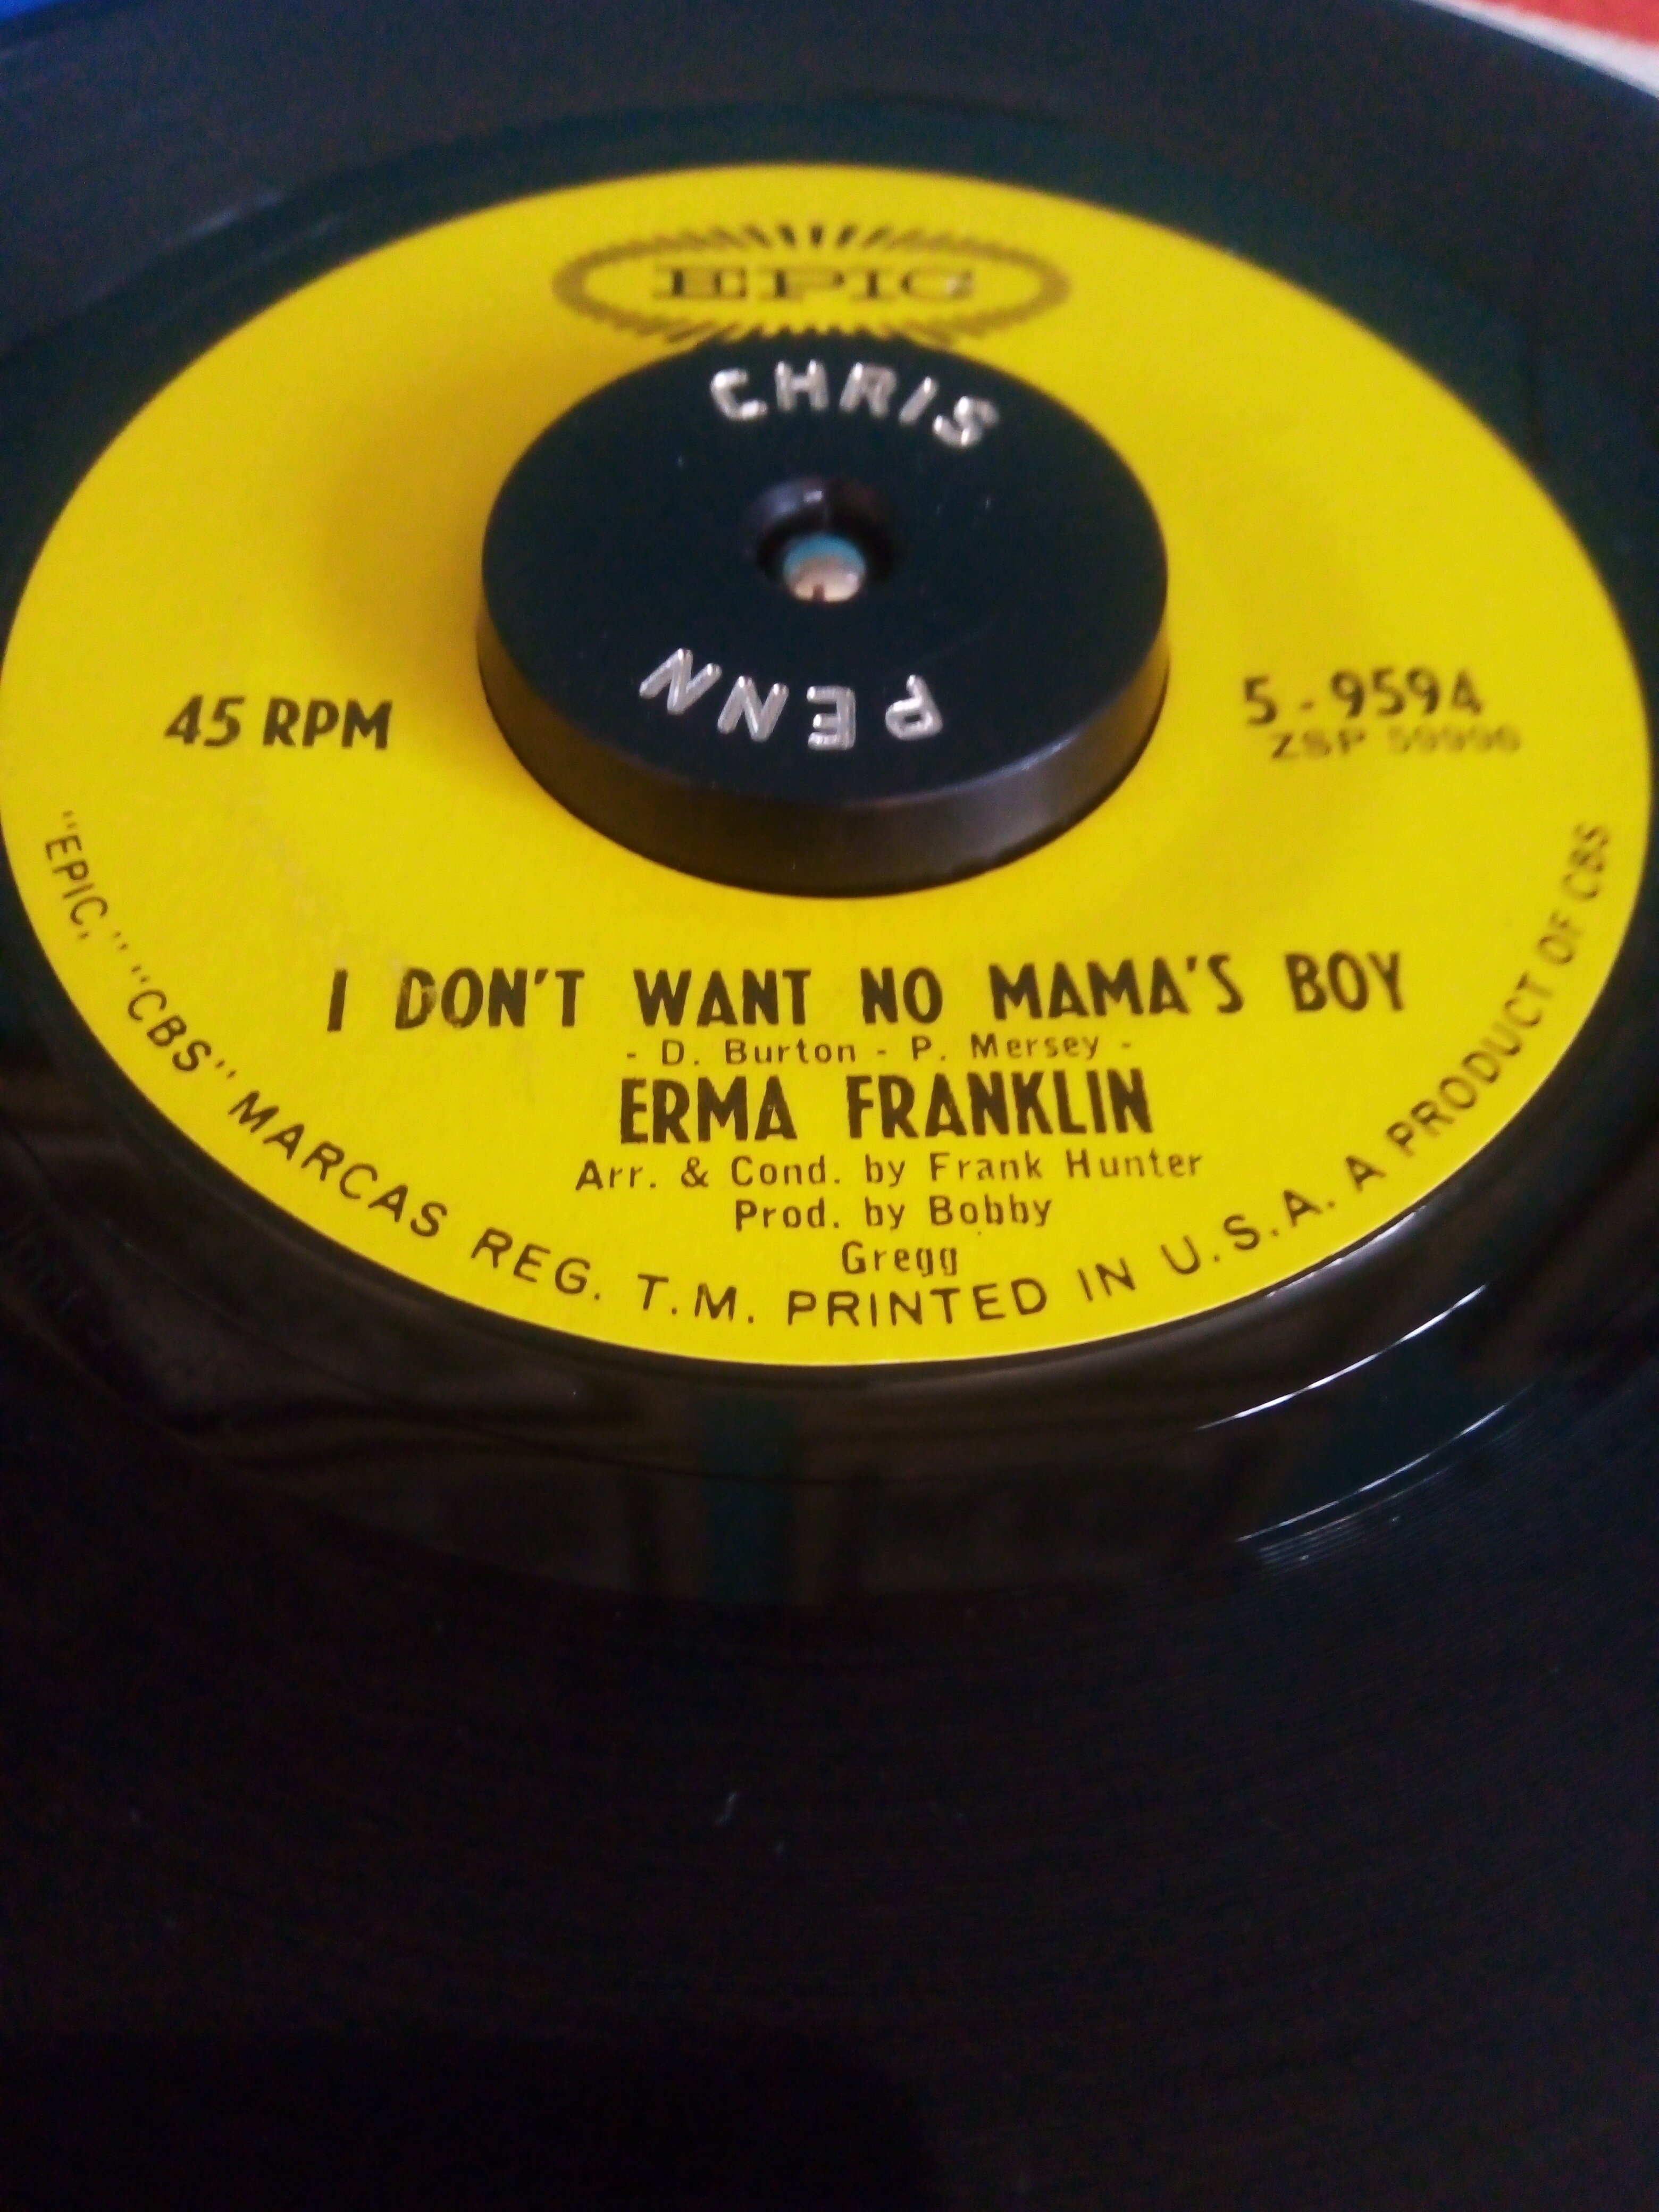 EPIC
CHRIS
PENN
45 RPM
5-9594
ZSP
I DON'T WANT NO MAMA'S BOY
- D. Burton - P. Mersey -
ERMA FRANKLIN
Arr. & Cond. by Frank Hunter
Prod. by Bobby
Gregg
"EPIC," "CBS" MARCAS REG. T.M. PRINTED IN U.S.A. A PRODUCT OF CBS